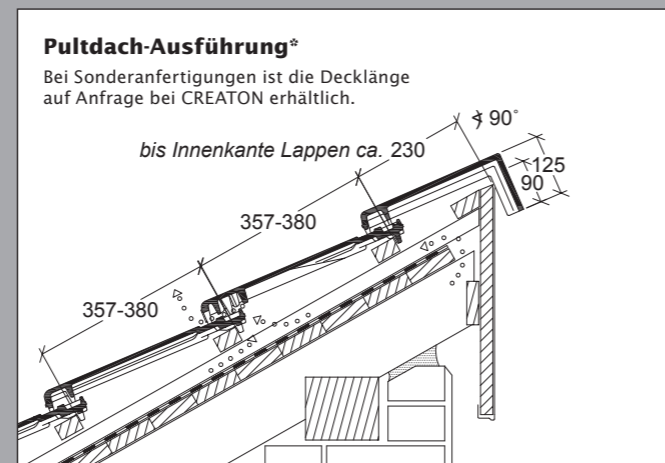 Pultdach-Ausführung*
Bei Sonderanfertigungen ist die Decklänge
auf Anfrage bei CREATON erhältlich.
∢ 90°
bis Innenkante Lappen ca. 230
125
90
357-380
357-380